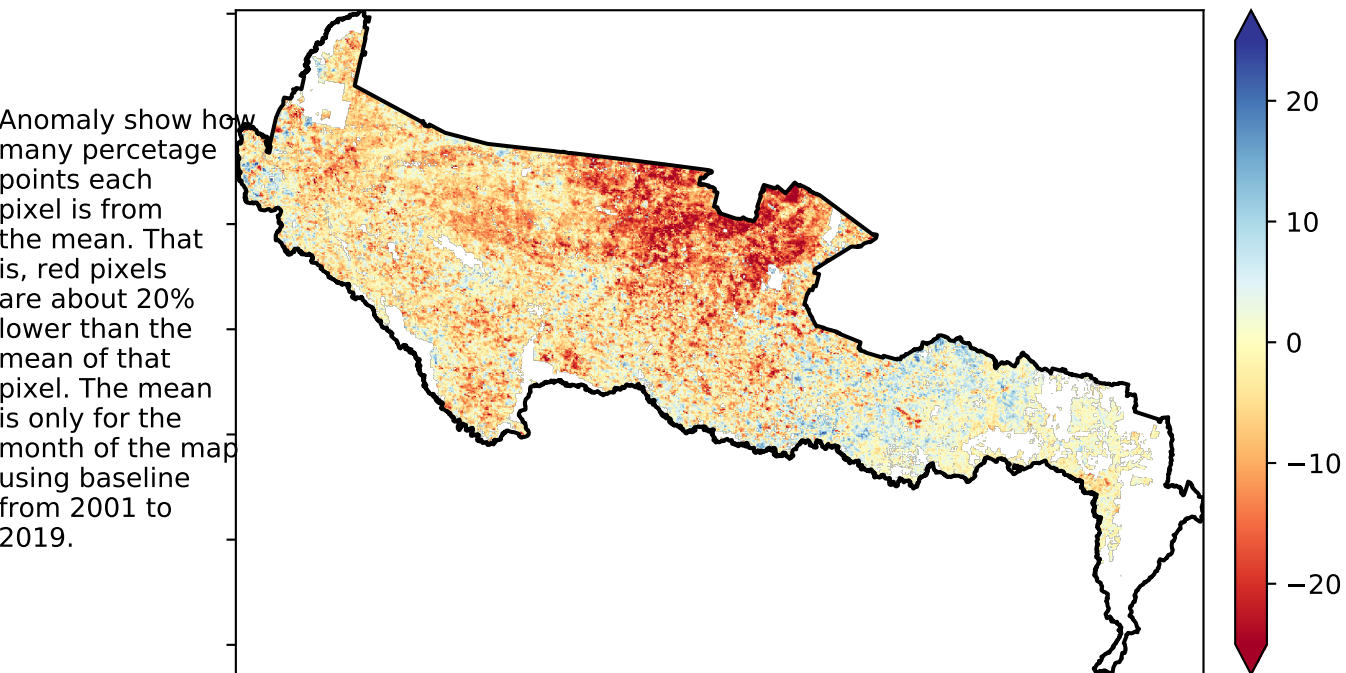 Anomaly show how
many percetage
points each
pixel is from
the mean. That
is, red pixels
are about 20%
lower than the
mean of that
pixel. The mean
is only for the
month of the map
using baseline
from 2001 to
2019.
20
10
0
−10
−20